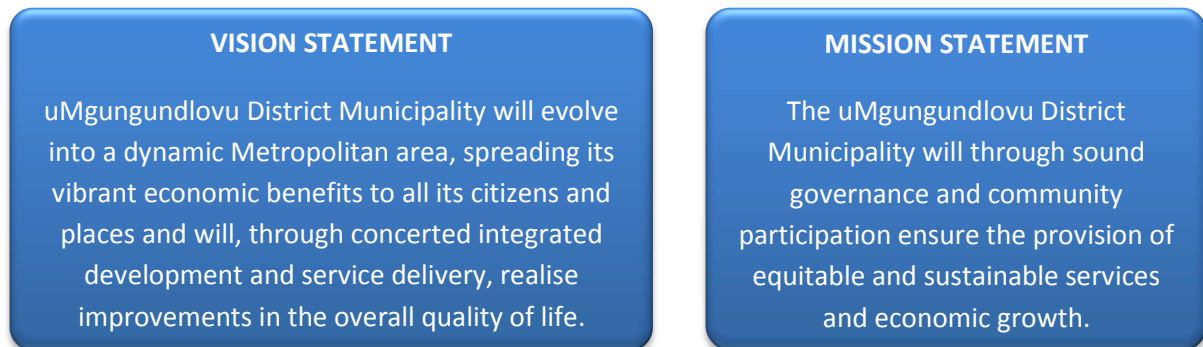 VISION STATEMENT
uMgungundlovu District Municipality will evolve
into a dynamic Metropolitan area, spreading its
vibrant economic benefits to all its citizens and
places and will, through concerted integrated
development and service delivery, realise
improvements in the overall quality of life.
MISSION STATEMENT
The uMgungundlovu District
Municipality will through sound
governance and community
participation ensure the provision of
equitable and sustainable services
and economic growth.